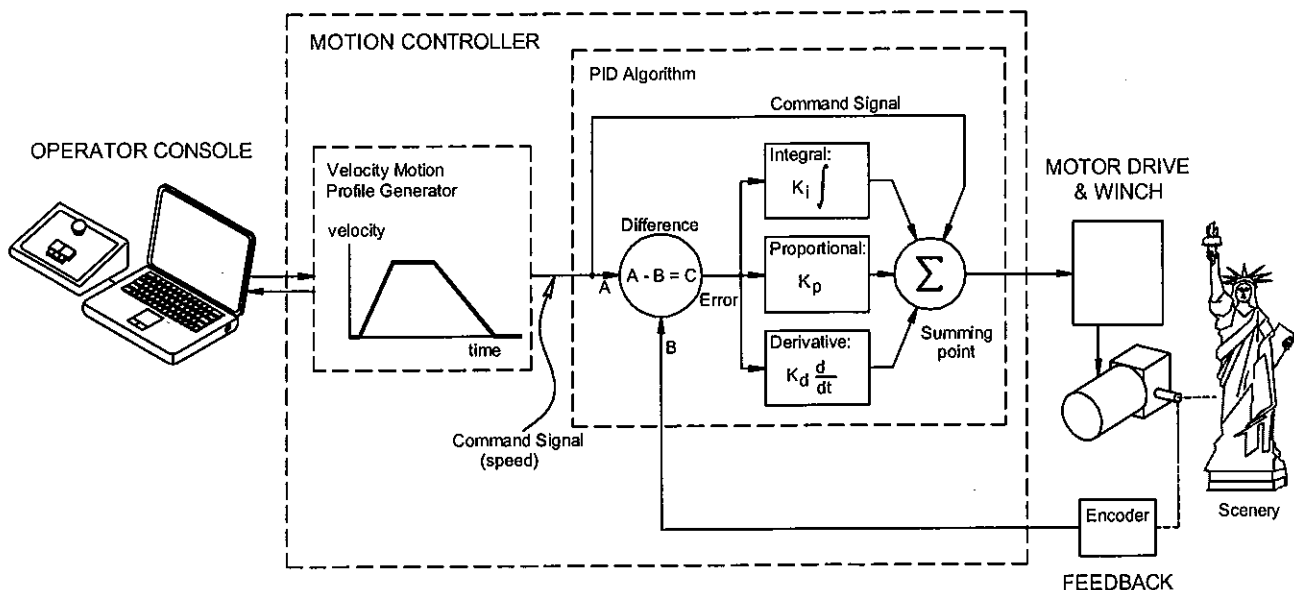 MOTION CONTROLLER
PID Algorithm
Command Signal
OPERATOR CONSOLE
Velocity Motion
Profile Generator
velocity
time
Difference
A - B = C
A
B
Error
Integral:
Ki ∫
Proportional:
Kp
Derivative:
Kd d/dt
Σ
Summing
point
Command Signal
(speed)
MOTOR DRIVE
& WINCH
Scenery
Encoder
FEEDBACK